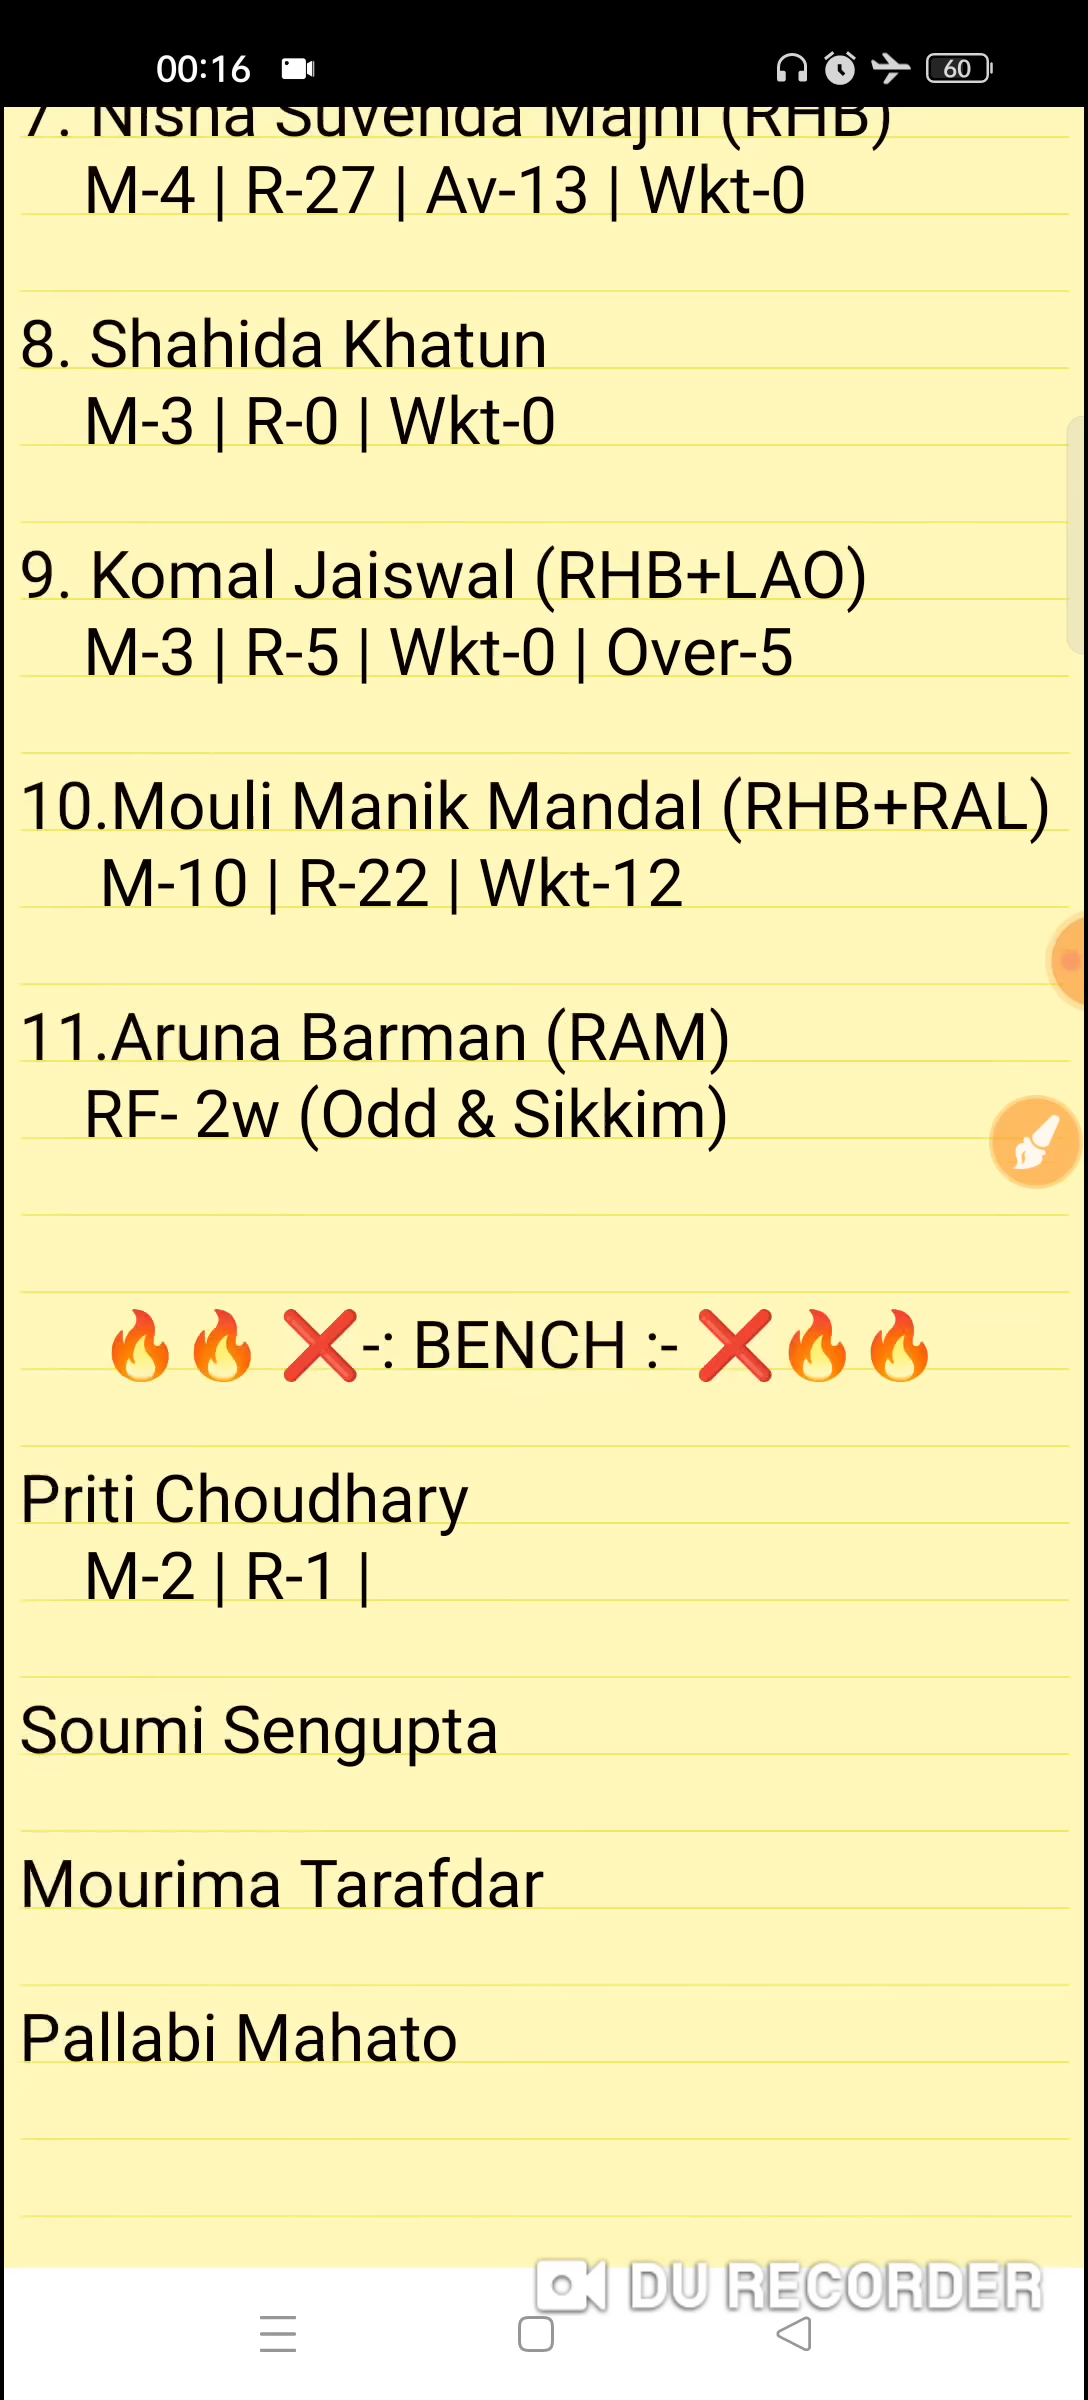 00:16 60
7. Nisha Suvenda Majhi (RHB)
M-4 | R-27 | Av-13 | Wkt-0
8. Shahida Khatun
M-3 | R-0 | Wkt-0
9. Komal Jaiswal (RHB+LAO)
M-3 | R-5 | Wkt-0 | Over-5
10.Mouli Manik Mandal (RHB+RAL)
M-10 | R-22 | Wkt-12
11.Aruna Barman (RAM)
RF- 2w (Odd & Sikkim)
🔥🔥 ❌-: BENCH :- ❌🔥🔥
Priti Choudhary
M-2 | R-1 |
Soumi Sengupta
Mourima Tarafdar
Pallabi Mahato
DU RECORDER